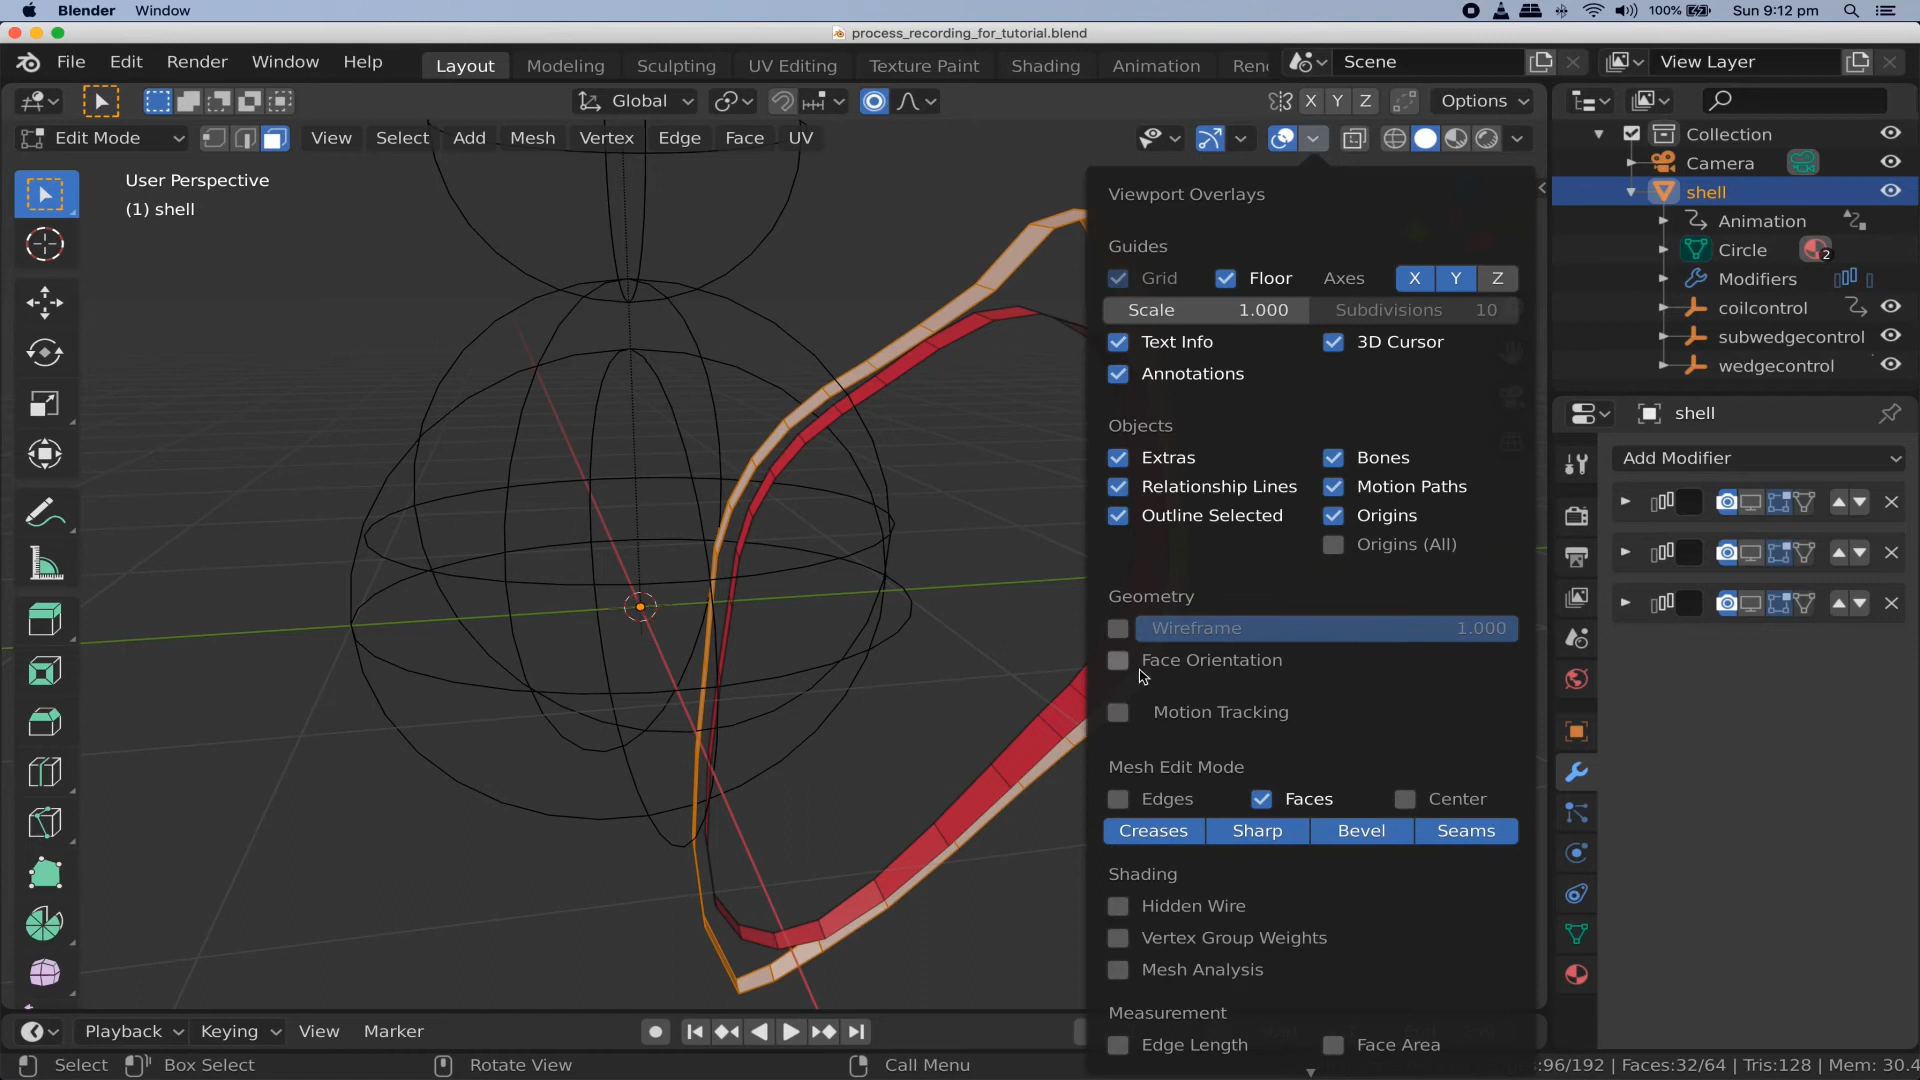 Blender Window 100% Sun 9:12 pm
process_recording_for_tutorial.blend
File Edit Render Window Help Layout Modeling Sculpting UV Editing Texture Paint Shading Animation Ren Scene View Layer
Global X Y Z Options
Edit Mode View Select Add Mesh Vertex Edge Face UV
User Perspective
(1) shell
Viewport Overlays
Guides
Grid Floor Axes X Y Z
Scale 1.000 Subdivisions 10
Text Info 3D Cursor
Annotations
Objects
Extras Bones
Relationship Lines Motion Paths
Outline Selected Origins
Origins (All)
Geometry
Wireframe 1.000
Face Orientation
Motion Tracking
Mesh Edit Mode
Edges Faces Center
Creases Sharp Bevel Seams
Shading
Hidden Wire
Vertex Group Weights
Mesh Analysis
Measurement
Edge Length Face Area
Collection
Camera
shell
Animation
Circle 2
Modifiers
coilcontrol
subwedgecontrol
wedgecontrol
shell
Add Modifier
Playback Keying View Marker
Select Box Select Rotate View Call Menu :96/192 | Faces:32/64 | Tris:128 | Mem: 30.4